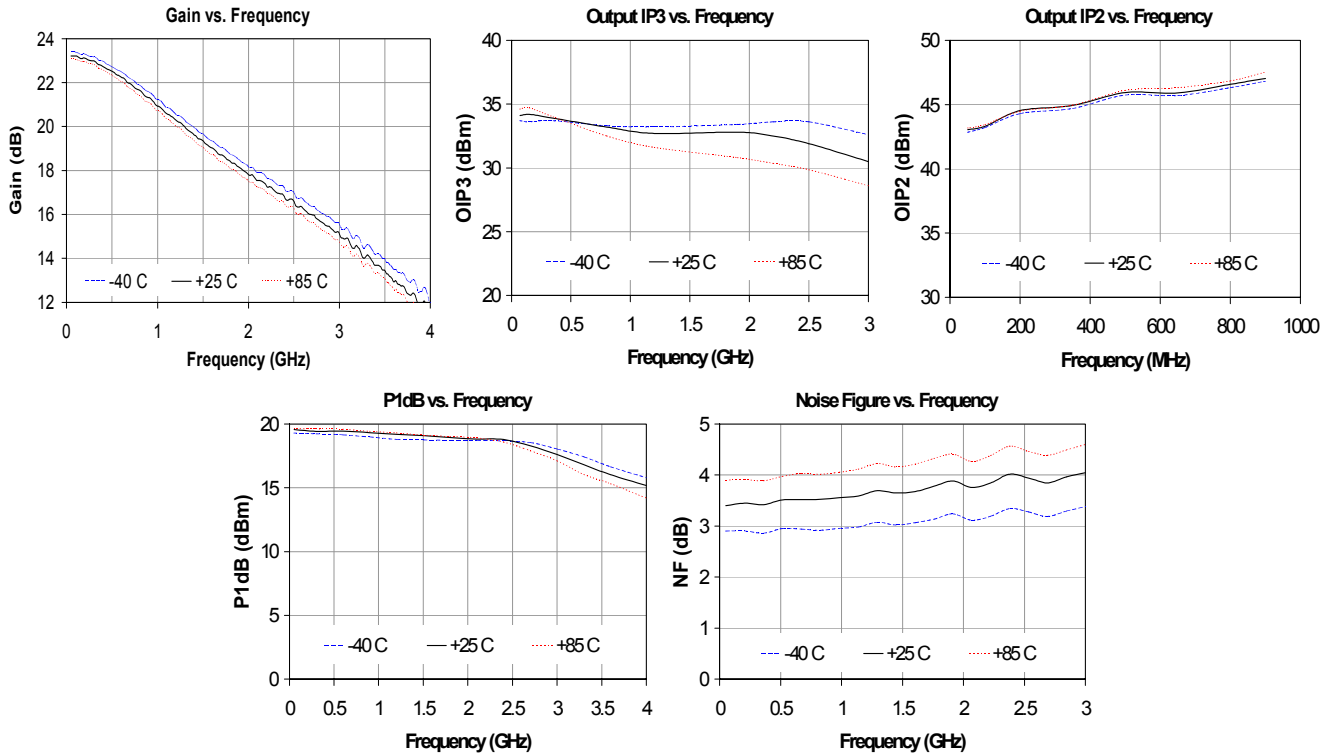 Gain vs. Frequency
24
22
20
18
16
14
12
Gain (dB)
-40 C +25 C +85 C
0 1 2 3 4
Frequency (GHz)
Output IP3 vs. Frequency
40
35
30
25
20
OIP3 (dBm)
-40 C +25 C +85 C
0 0.5 1 1.5 2 2.5 3
Frequency (GHz)
Output IP2 vs. Frequency
50
45
40
35
30
OIP2 (dBm)
-40 C +25 C +85 C
0 200 400 600 800 1000
Frequency (MHz)
P1dB vs. Frequency
20
15
10
5
0
P1dB (dBm)
-40 C +25 C +85 C
0 0.5 1 1.5 2 2.5 3 3.5 4
Frequency (GHz)
Noise Figure vs. Frequency
5
4
3
2
1
0
NF (dB)
-40 C +25 C +85 C
0 0.5 1 1.5 2 2.5 3
Frequency (GHz)